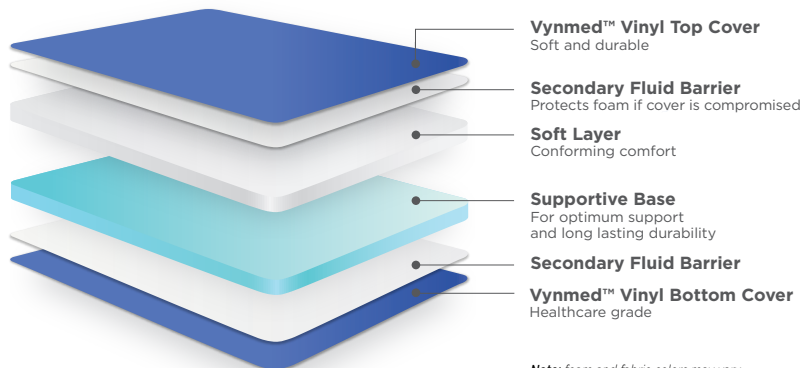 Vynmed™ Vinyl Top Cover
Soft and durable
Secondary Fluid Barrier
Protects foam if cover is compromised
Soft Layer
Conforming comfort
Supportive Base
For optimum support
and long lasting durability
Secondary Fluid Barrier
Vynmed™ Vinyl Bottom Cover
Healthcare grade
Note: foam and fabric colors may vary